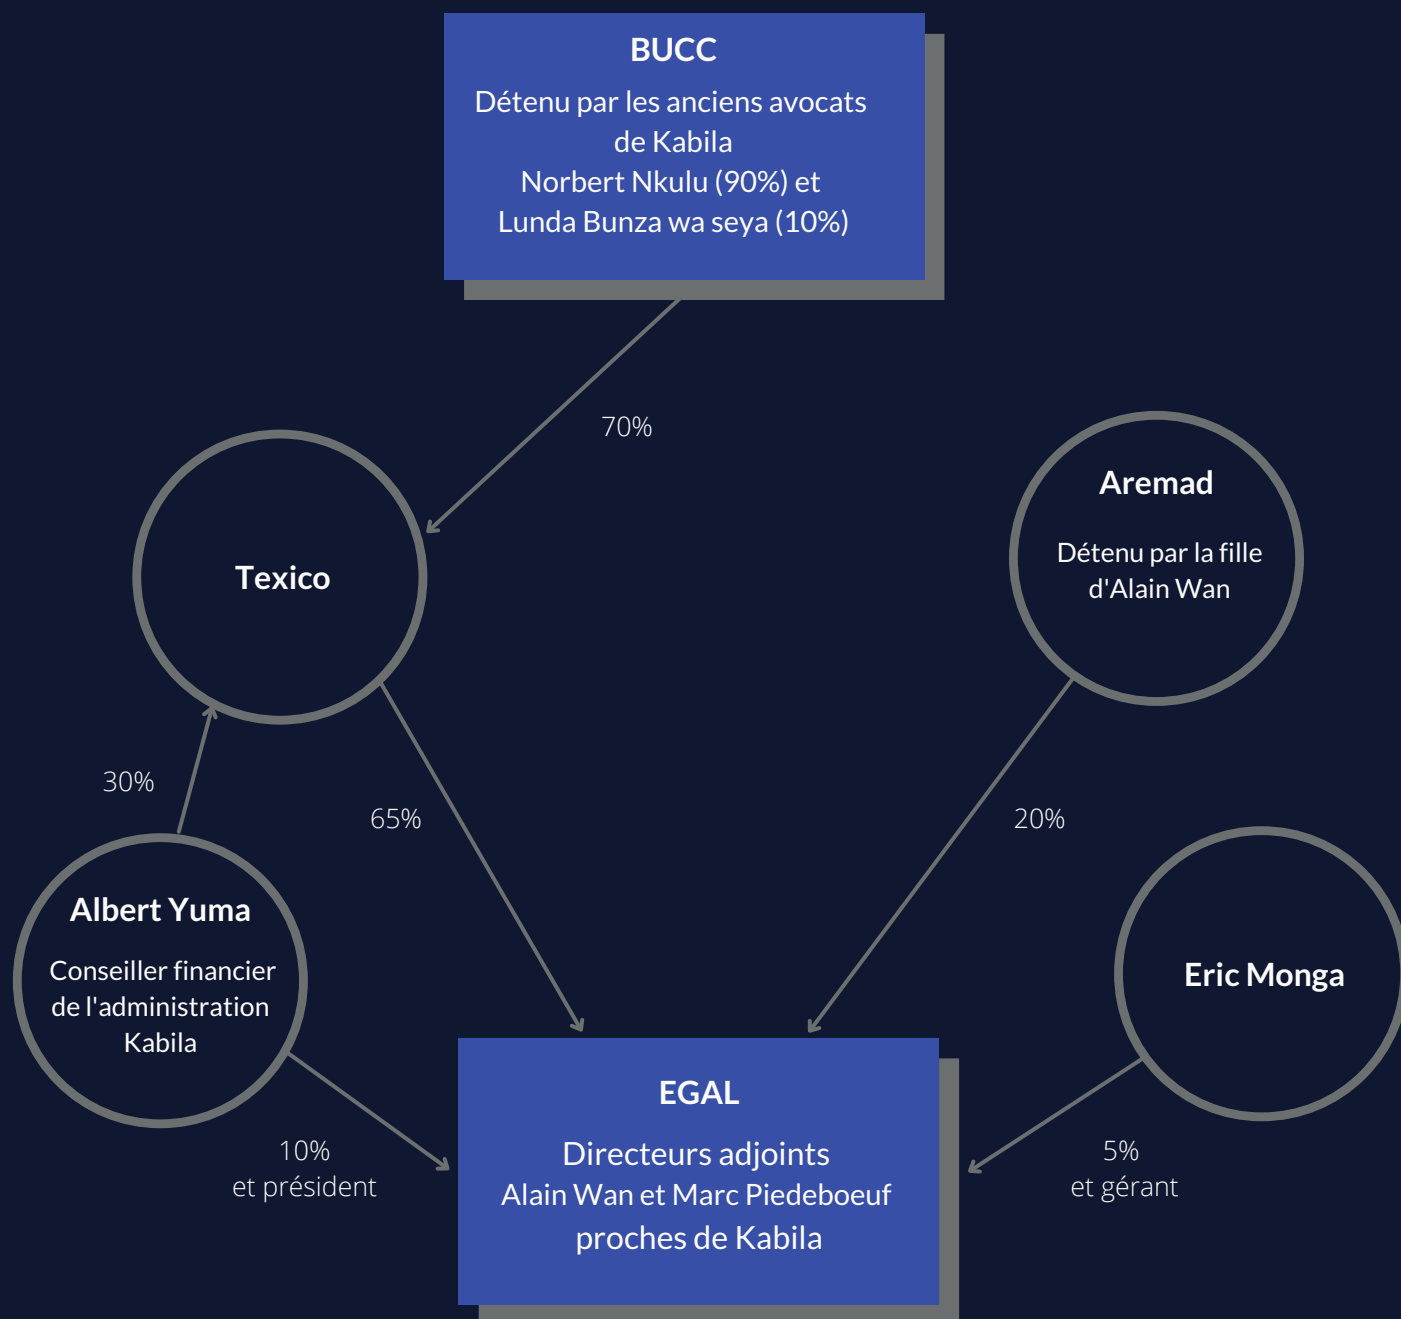 BUCC
Détenu par les anciens avocats
de Kabila
Norbert Nkulu (90%) et
Lunda Bunza wa seya (10%)
70%
Aremad
Détenu par la fille
d'Alain Wan
Texico
30%
65%
20%
Albert Yuma
Conseiller financier
de l'administration
Kabila
Eric Monga
10%
et président
EGAL
Directeurs adjoints
Alain Wan et Marc Piedeboeuf
proches de Kabila
5%
et gérant